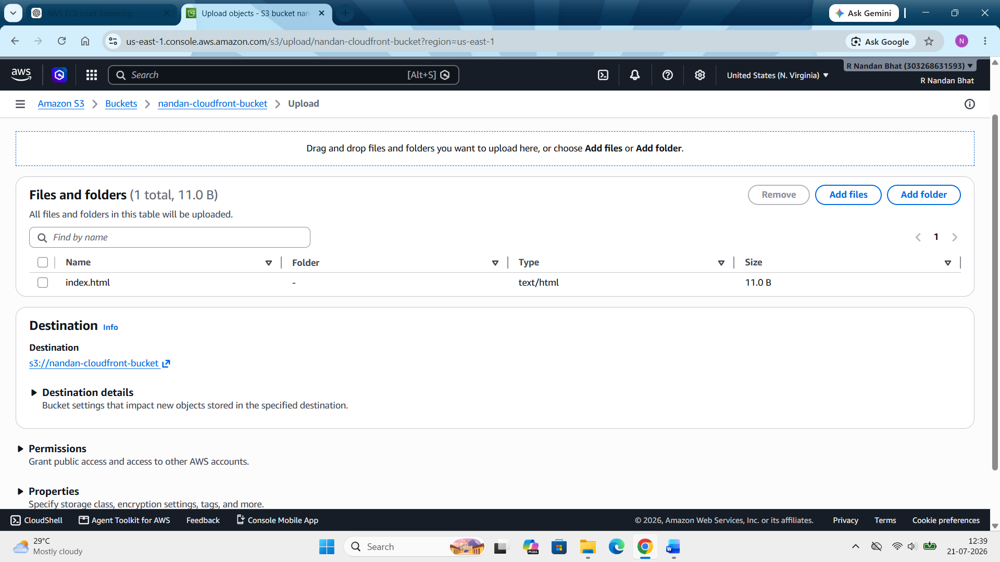 AWS EC2 Load Balancing
Upload objects - S3 bucket nan
Ask Gemini
us-east-1.console.aws.amazon.com/s3/upload/nandan-cloudfront-bucket?region=us-east-1
Ask Google
N
aws
Search
[Alt+S]
United States (N. Virginia)
R Nandan Bhat (303268631593)
R Nandan Bhat
Amazon S3
Buckets
nandan-cloudfront-bucket
Upload
Drag and drop files and folders you want to upload here, or choose Add files or Add folder.
Files and folders (1 total, 11.0 B)
Remove
Add files
Add folder
All files and folders in this table will be uploaded.
Find by name
1
Name
Folder
Type
Size
index.html
-
text/html
11.0 B
Destination Info
Destination
s3://nandan-cloudfront-bucket
Destination details
Bucket settings that impact new objects stored in the specified destination.
Permissions
Grant public access and access to other AWS accounts.
Properties
Specify storage class, encryption settings, tags, and more.
CloudShell
Agent Toolkit for AWS
Feedback
Console Mobile App
© 2026, Amazon Web Services, Inc. or its affiliates.
Privacy
Terms
Cookie preferences
29°C
Mostly cloudy
Search
M365
W
12:39
21-07-2026